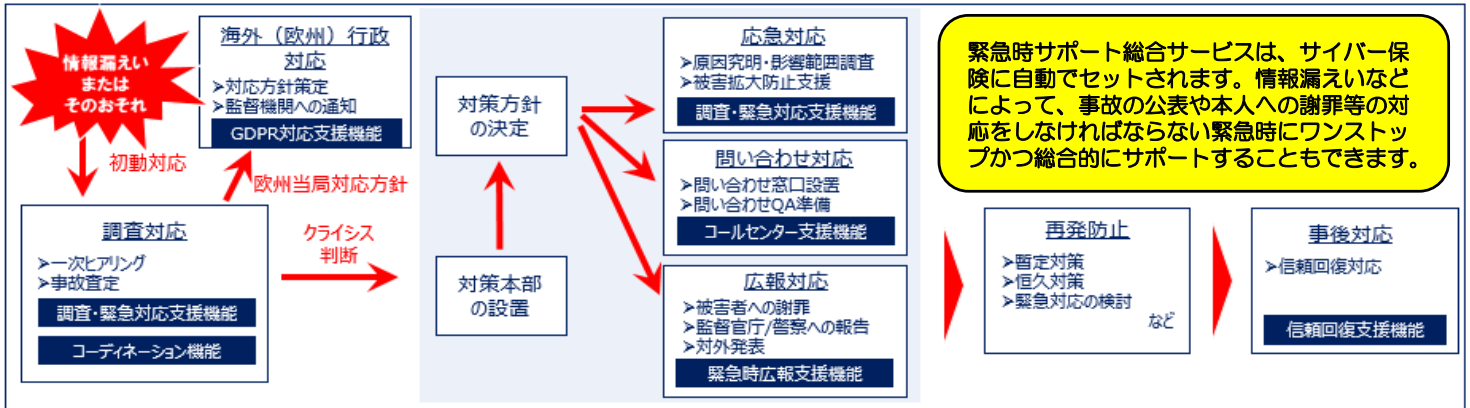 情報漏えい
または
そのおそれ
初動対応
海外（欧州）行政
対応
➤対応方針策定
➤監督機関への通知
GDPR対応支援機能
欧州当局対応方針
調査対応
➤一次ヒアリング
➤事故査定
調査・緊急対応支援機能
コーディネーション機能
クライシス
判断
対策方針
の決定
対策本部
の設置
応急対応
➤原因究明・影響範囲調査
➤被害拡大防止支援
調査・緊急対応支援機能
問い合わせ対応
➤問い合わせ窓口設置
➤問い合わせQA準備
コールセンター支援機能
広報対応
➤被害者への謝罪
➤監督官庁/警察への報告
➤対外発表
緊急時広報支援機能
緊急時サポート総合サービスは、サイバー保
険に自動でセットされます。情報漏えいなど
によって、事故の公表や本人への謝罪等の対
応をしなければならない緊急時にワンストッ
プかつ総合的にサポートすることもできます。
再発防止
➤暫定対策
➤恒久対策
➤緊急対応の検討
など
事後対応
➤信頼回復対応
信頼回復支援機能